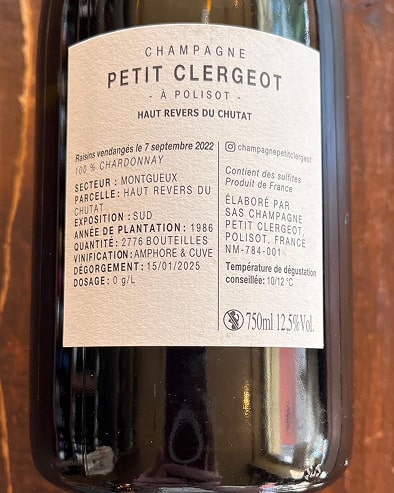 CHAMPAGNE
PETIT CLERGEOT
- À POLISOT -
HAUT REVERS DU CHUTAT
Raisins vendangés le 7 septembre 2022
100 % CHARDONNAY
SECTEUR : MONTGUEUX
PARCELLE: HAUT REVERS DU
CHUTAT
EXPOSITION : SUD
ANNÉE DE PLANTATION : 1986
QUANTITÉ: 2776 BOUTEILLES
VINIFICATION: AMPHORE & CUVE
DÉGORGEMENT: 15/01/2025
DOSAGE: 0 g/L
champagnepetitclergeot
Contient des sulfites
Produit de France
ÉLABORÉ PAR
SAS CHAMPAGNE
PETIT CLERGEOT,
POLISOT, FRANCE
NM-784-001
Température de dégustation
conseillée: 10/12 °C
750ml 12,5%Vol.